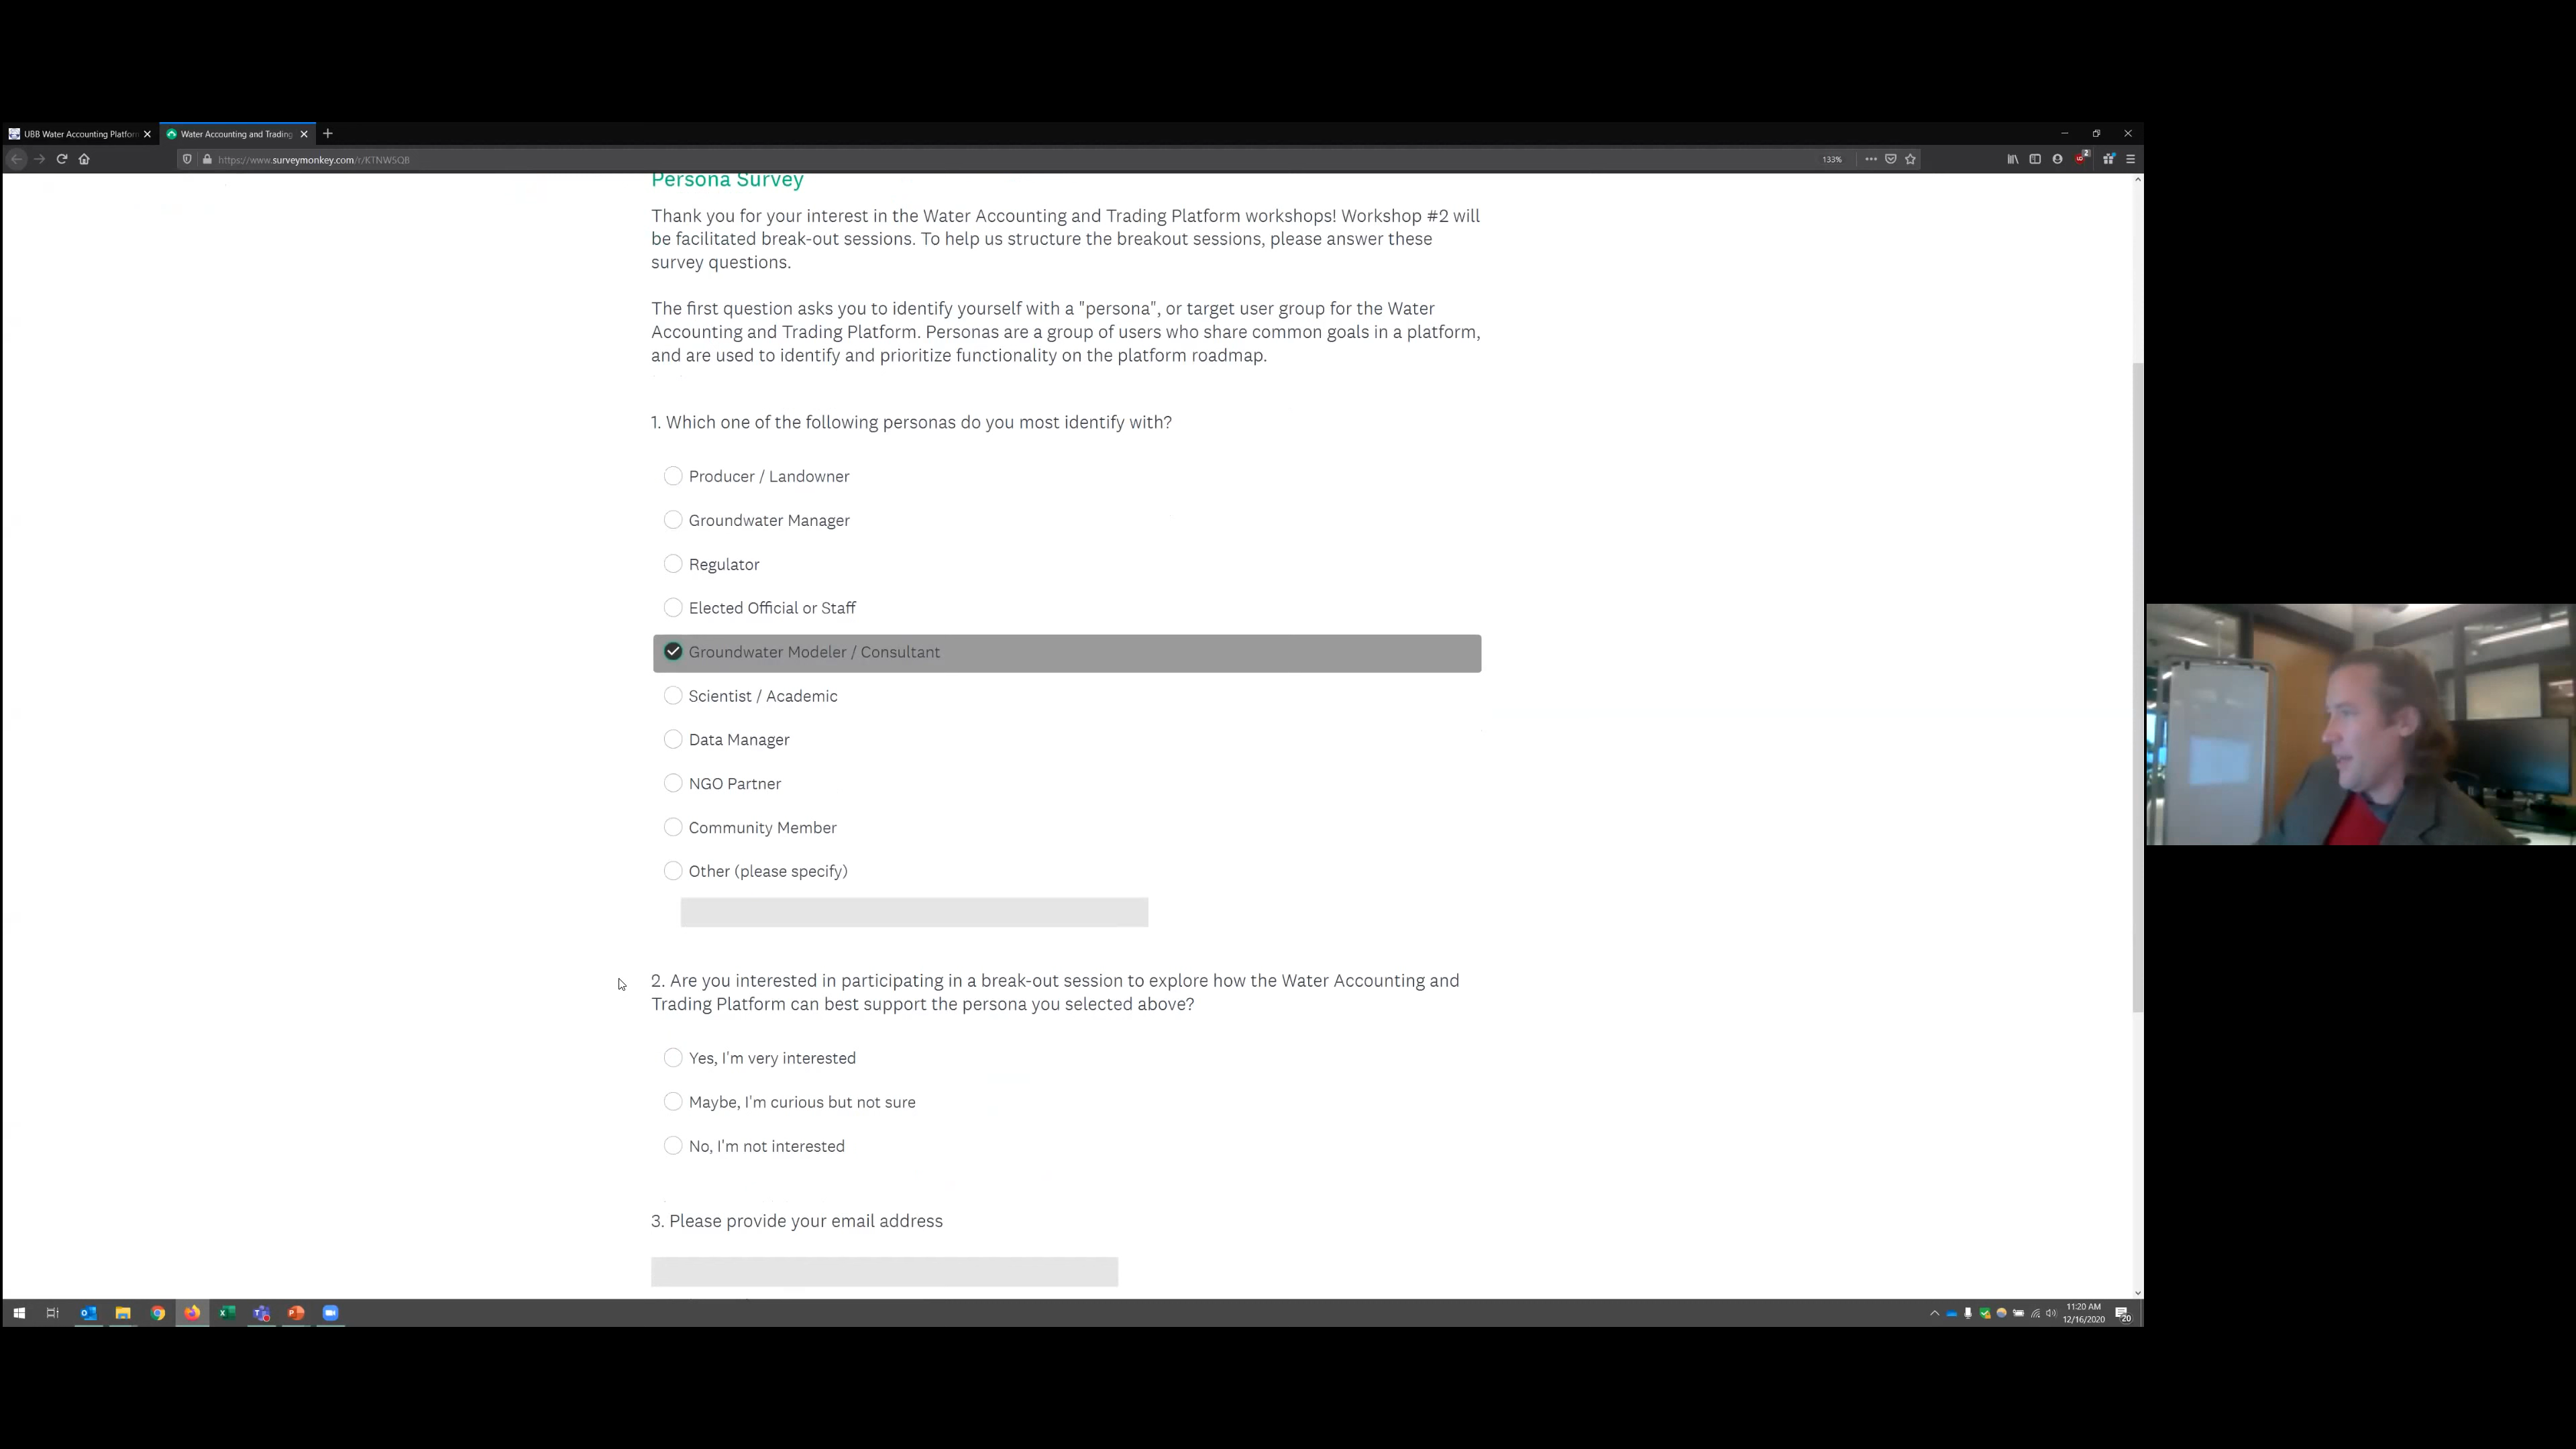 UBB Water Accounting Platform
Water Accounting and Trading
https://www.surveymonkey.com/r/KTNWSQB
133%
2
Persona Survey
Thank you for your interest in the Water Accounting and Trading Platform workshops! Workshop #2 will
be facilitated break-out sessions. To help us structure the breakout sessions, please answer these
survey questions.
The first question asks you to identify yourself with a "persona", or target user group for the Water
Accounting and Trading Platform. Personas are a group of users who share common goals in a platform,
and are used to identify and prioritize functionality on the platform roadmap.
1. Which one of the following personas do you most identify with?
Producer / Landowner
Groundwater Manager
Regulator
Elected Official or Staff
Groundwater Modeler / Consultant
Scientist / Academic
Data Manager
NGO Partner
Community Member
Other (please specify)
2. Are you interested in participating in a break-out session to explore how the Water Accounting and
Trading Platform can best support the persona you selected above?
Yes, I'm very interested
Maybe, I'm curious but not sure
No, I'm not interested
3. Please provide your email address
11:20 AM
12/16/2020
20